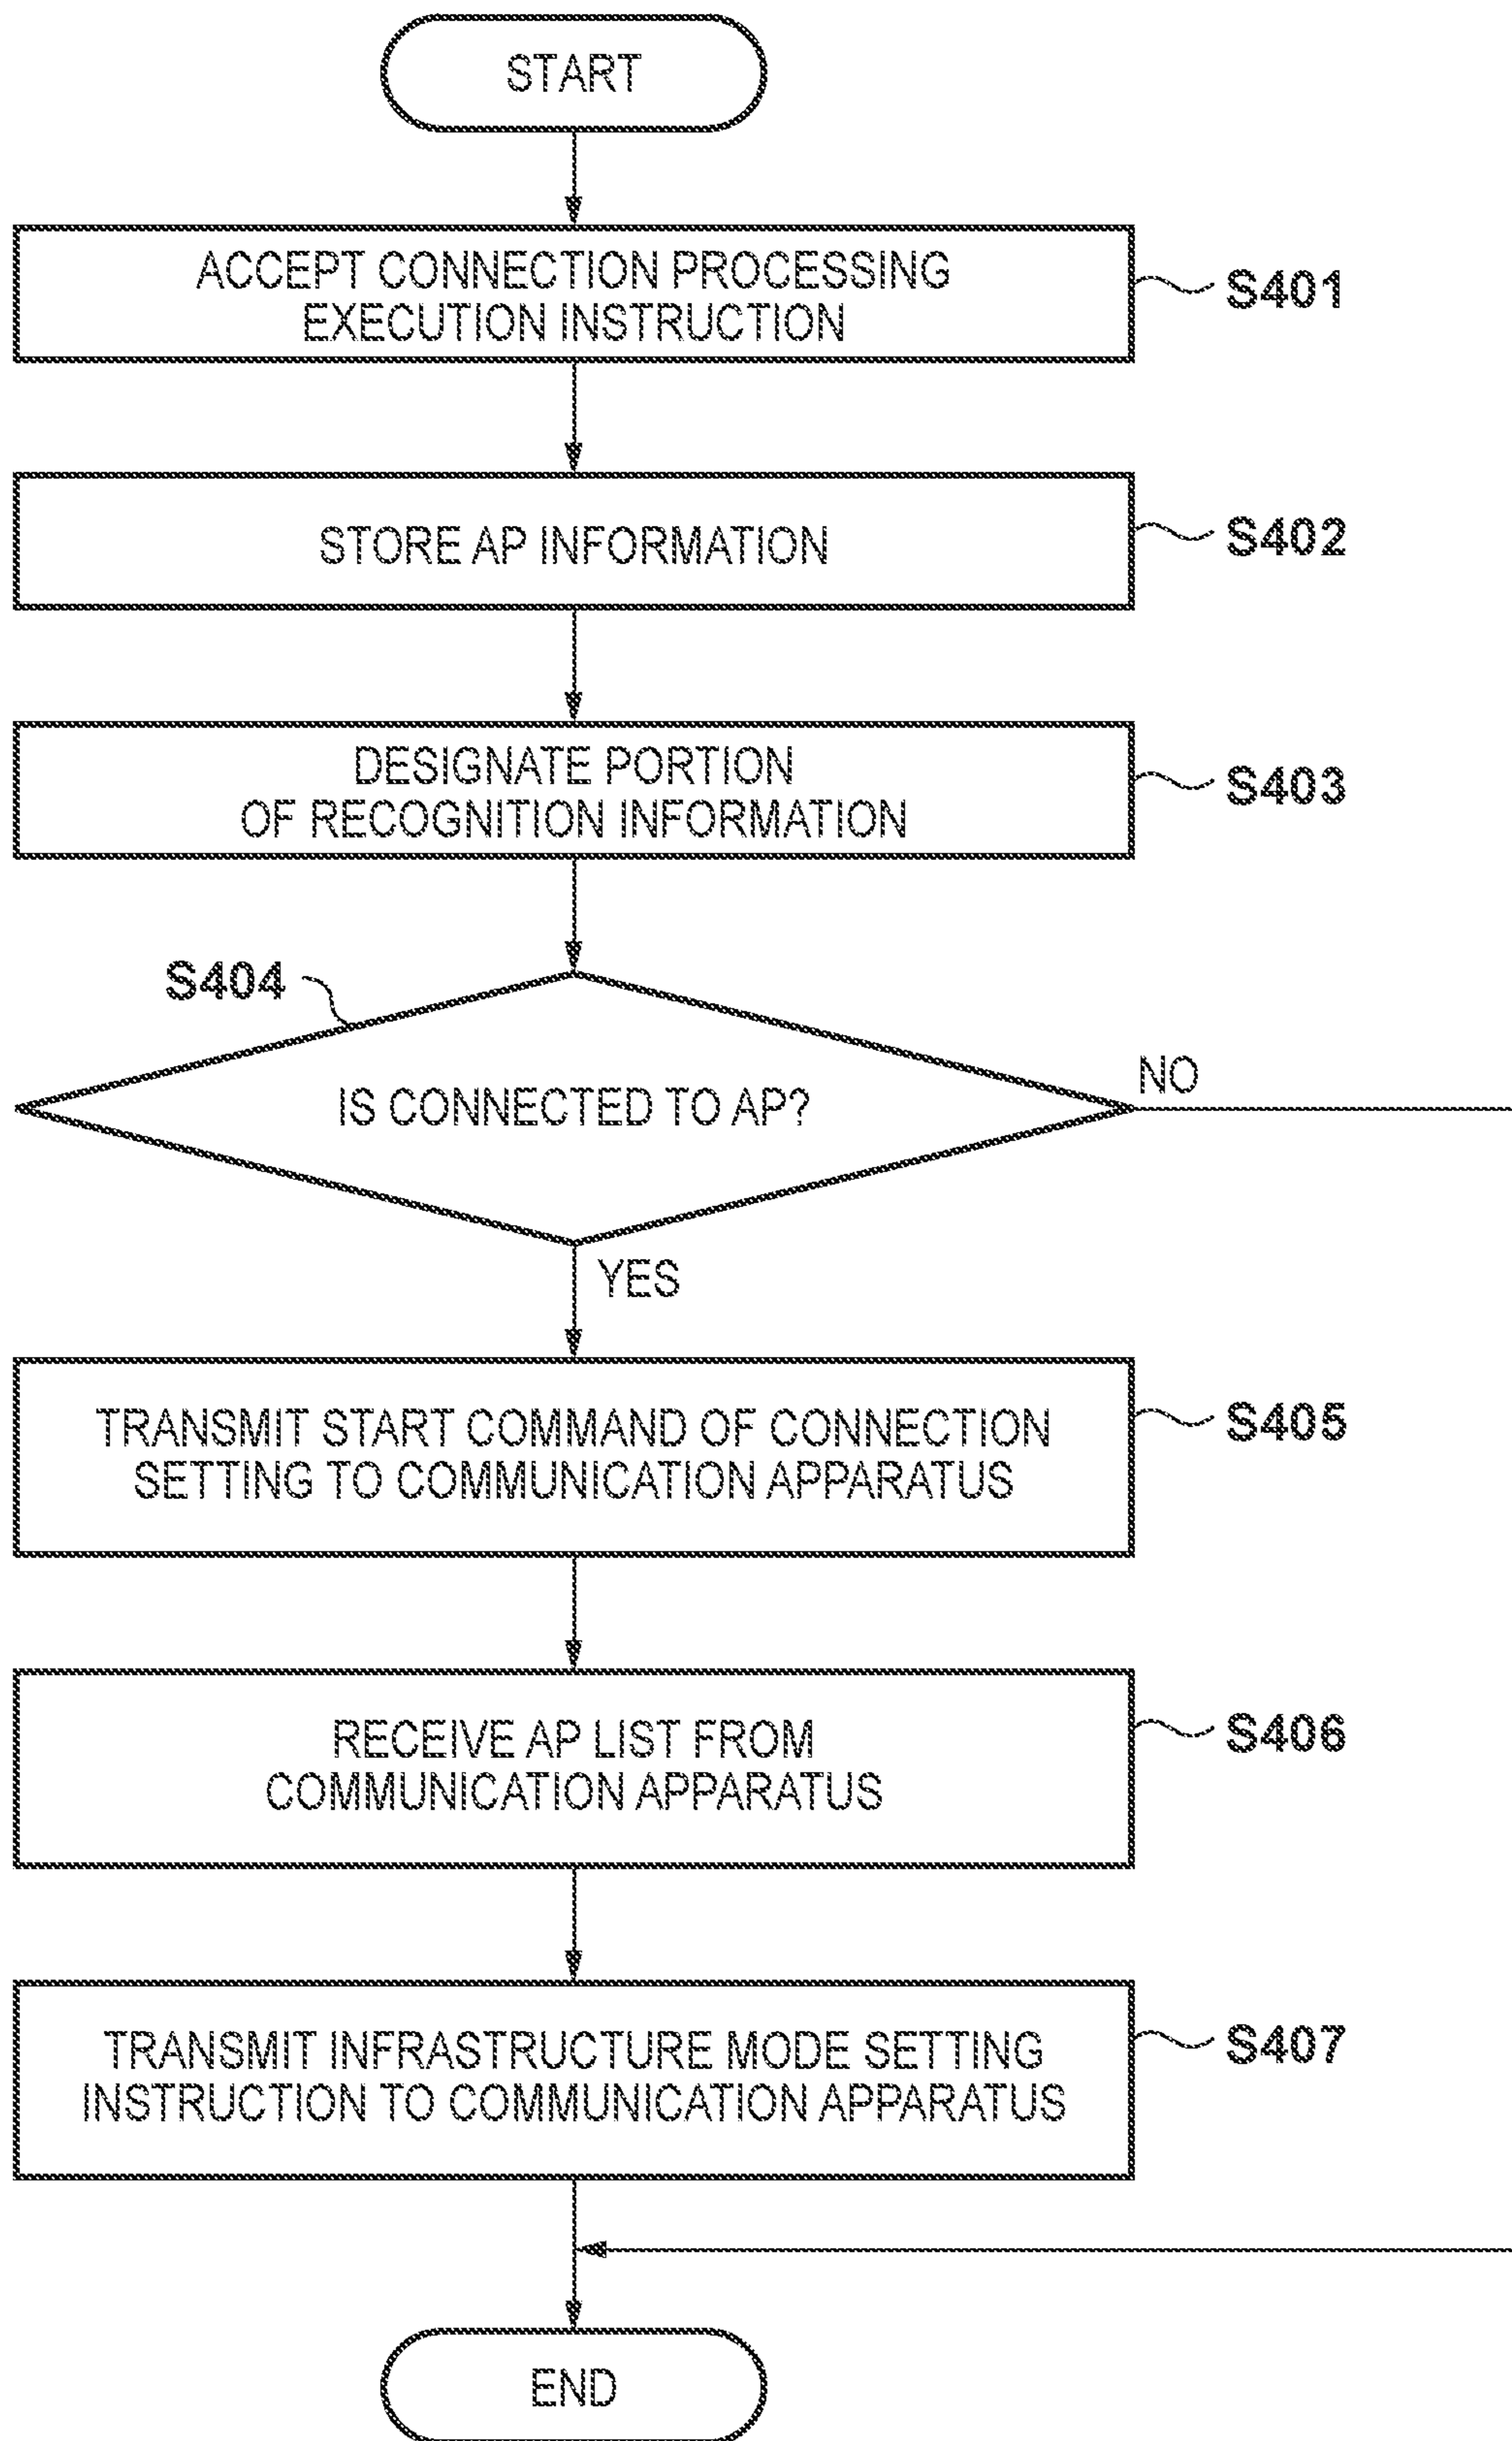 START
ACCEPT CONNECTION PROCESSING
EXECUTION INSTRUCTION
S401
STORE AP INFORMATION
S402
DESIGNATE PORTION
OF RECOGNITION INFORMATION
S403
S404
IS CONNECTED TO AP?
NO
YES
TRANSMIT START COMMAND OF CONNECTION
SETTING TO COMMUNICATION APPARATUS
S405
RECEIVE AP LIST FROM
COMMUNICATION APPARATUS
S406
TRANSMIT INFRASTRUCTURE MODE SETTING
INSTRUCTION TO COMMUNICATION APPARATUS
S407
END